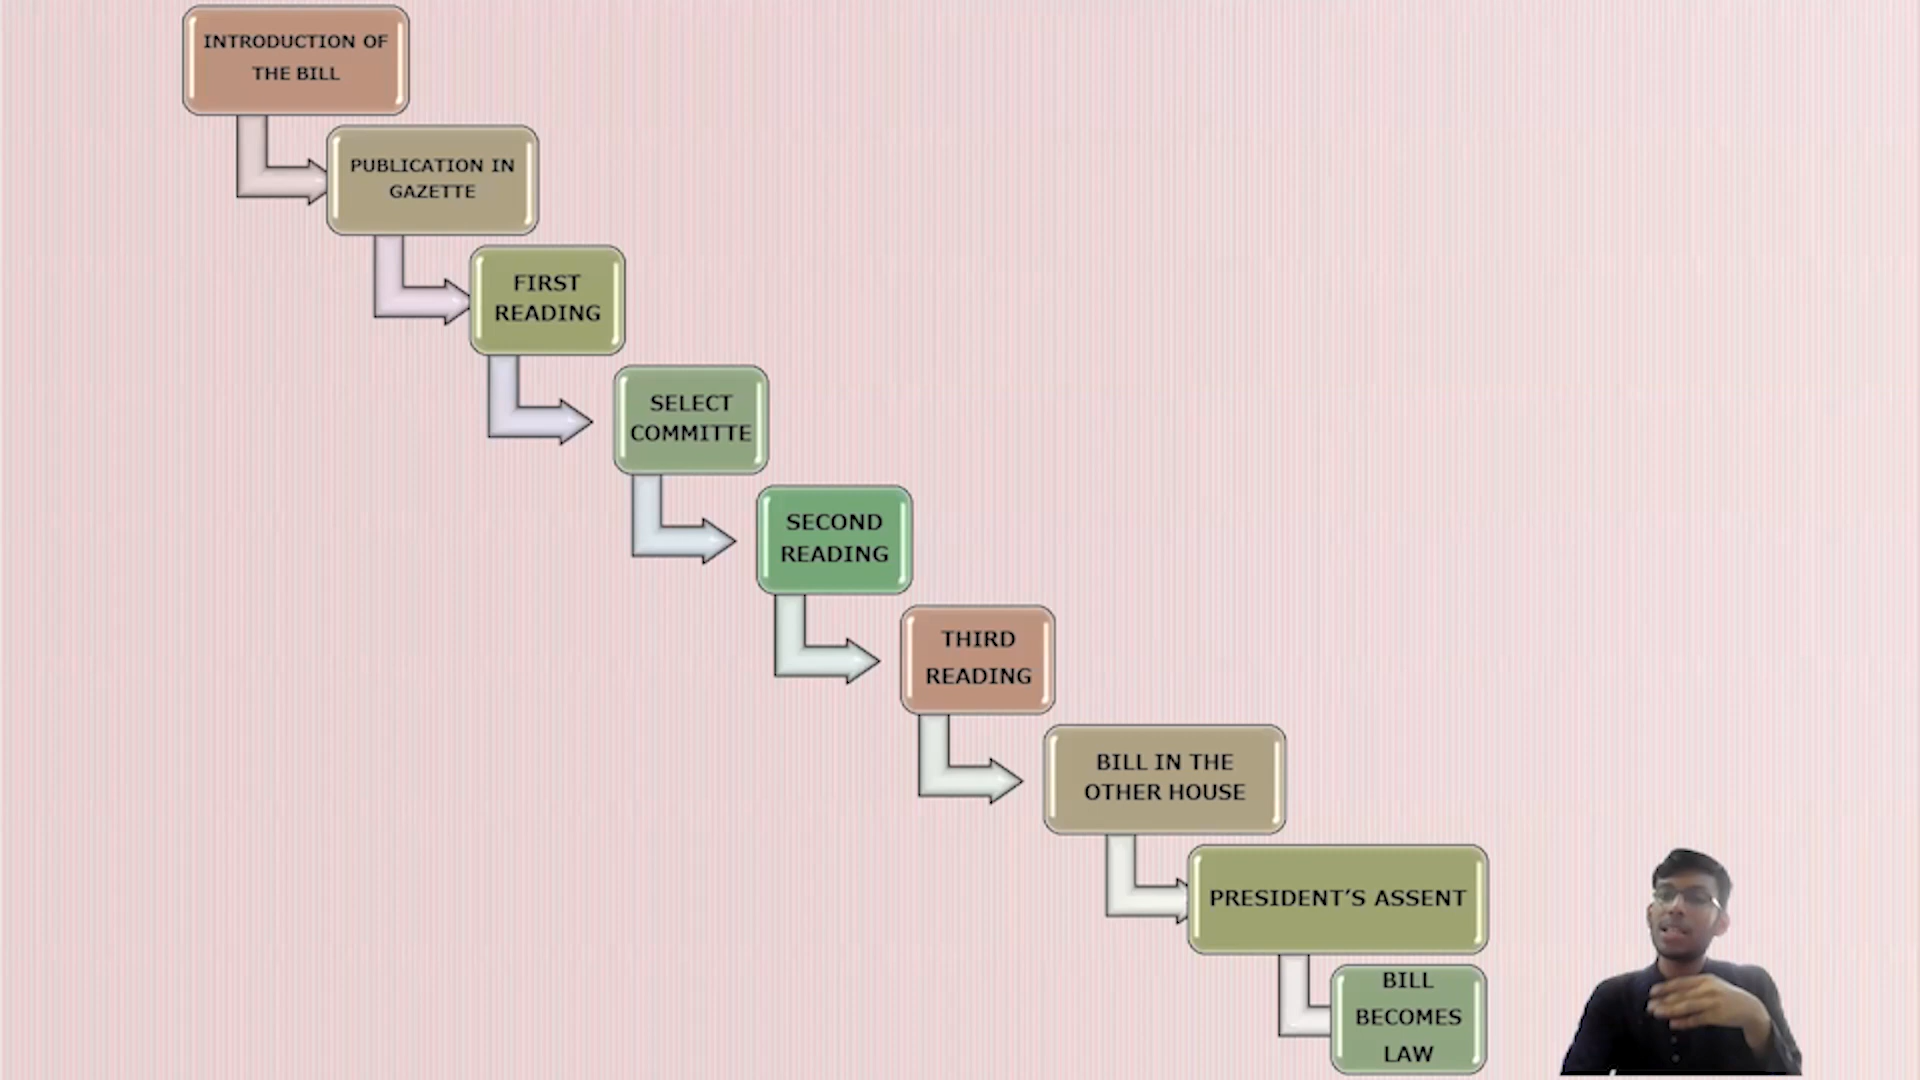 INTRODUCTION OF
THE BILL
PUBLICATION IN
GAZETTE
FIRST
READING
SELECT
COMMITTE
SECOND
READING
THIRD
READING
BILL IN THE
OTHER HOUSE
PRESIDENT’S ASSENT
BILL
BECOMES
LAW